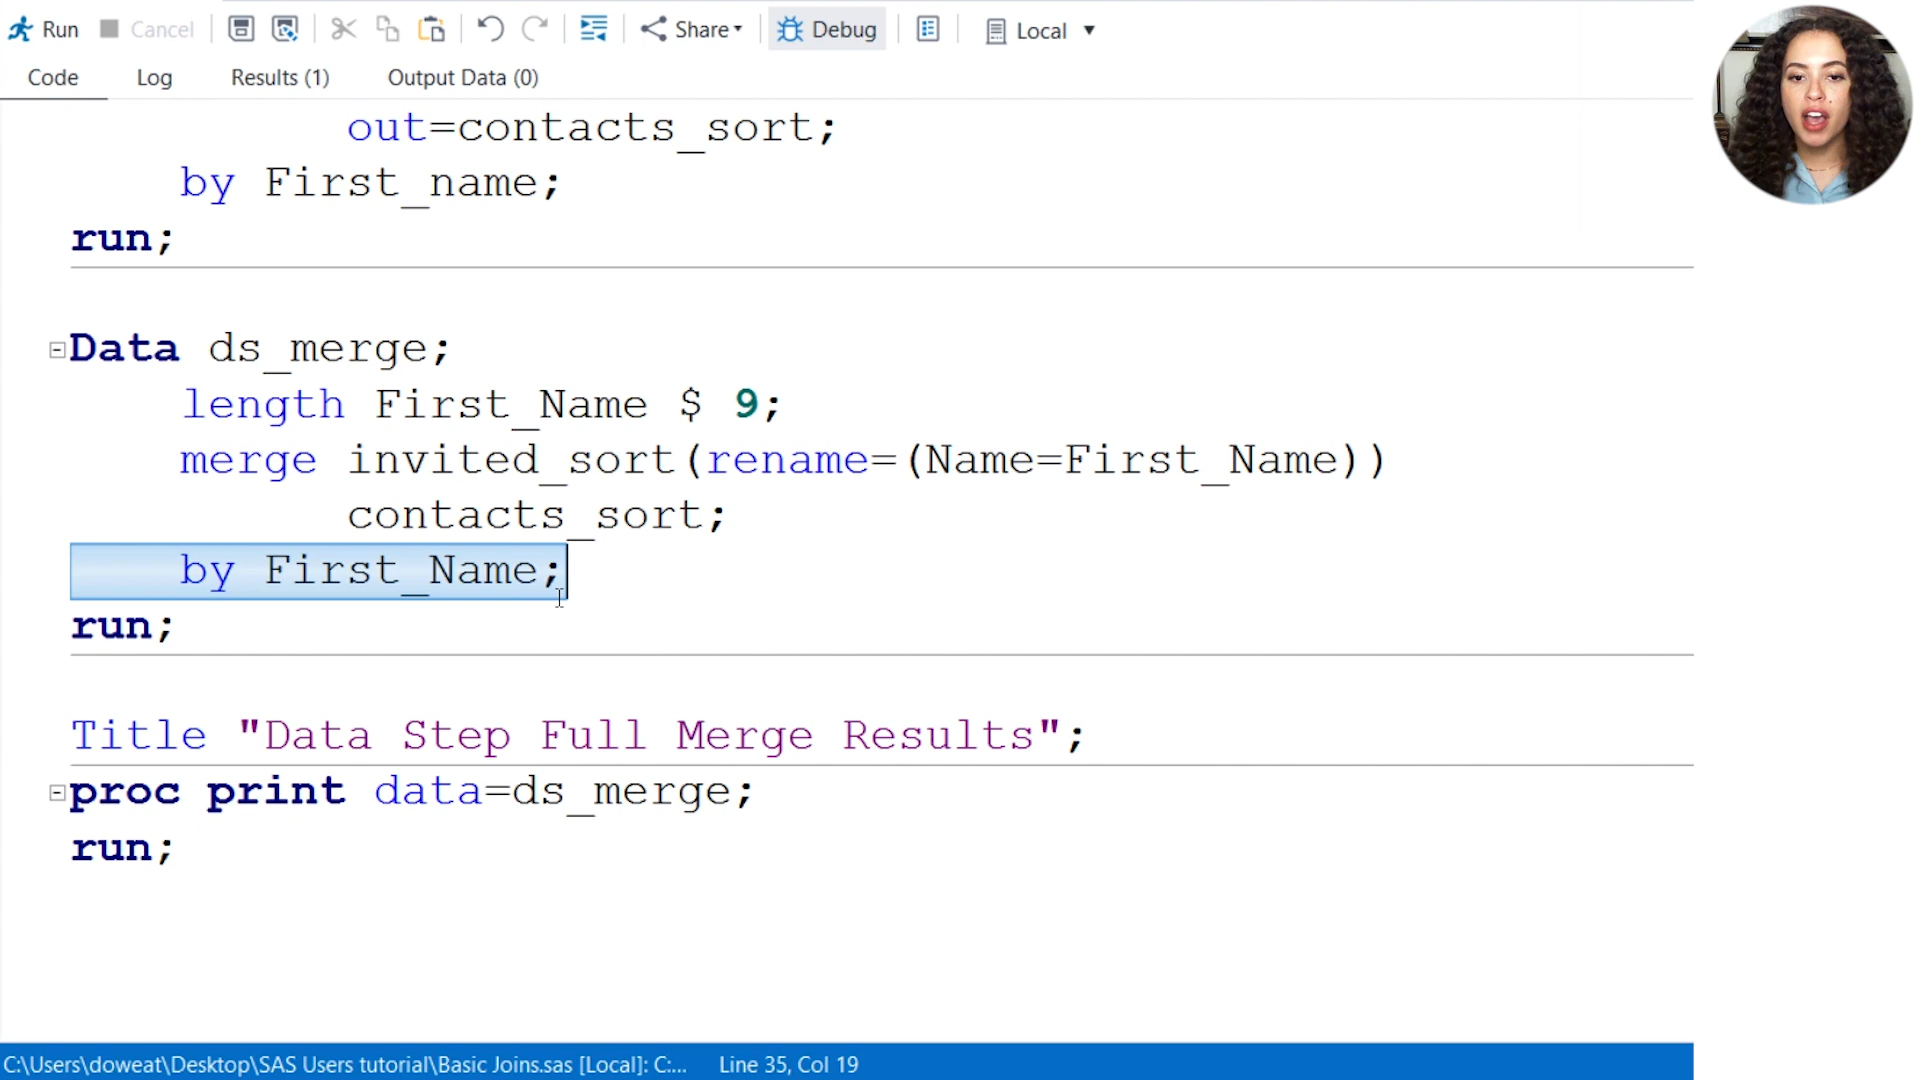 Run Cancel Share Debug Local
Code Log Results (1) Output Data (0)
out=contacts_sort;
by First_name;
run;
Data ds_merge;
length First_Name $ 9;
merge invited_sort(rename=(Name=First_Name))
contacts_sort;
by First_Name;
run;
Title "Data Step Full Merge Results";
proc print data=ds_merge;
run;
C:\Users\doweat\Desktop\SAS Users tutorial\Basic Joins.sas [Local]: C:... Line 35, Col 19